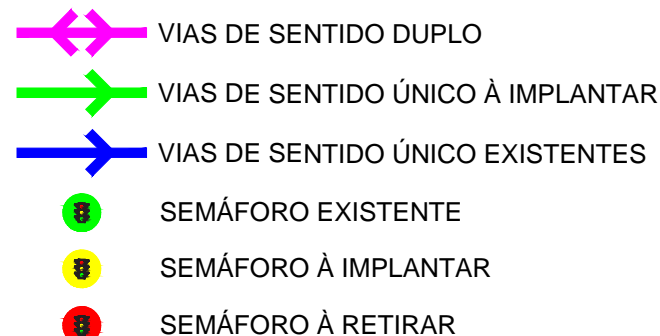 VIAS DE SENTIDO DUPLO
VIAS DE SENTIDO ÚNICO À IMPLANTAR
VIAS DE SENTIDO ÚNICO EXISTENTES
SEMÁFORO EXISTENTE
SEMÁFORO À IMPLANTAR
SEMÁFORO À RETIRAR